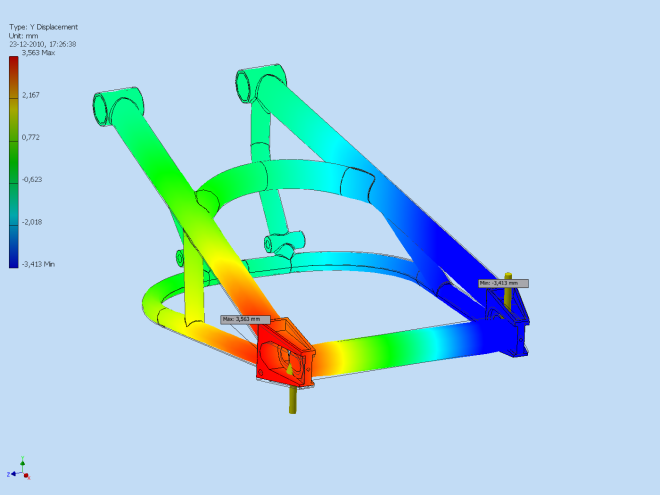 Type: Y Displacement
Unit: mm
23-12-2010, 17:26:38
3,563 Max
2,167
0,772
-0,623
-2,018
-3,413 Min
Min: -3,413 mm
Max: 3,563 mm
Y
Z
X